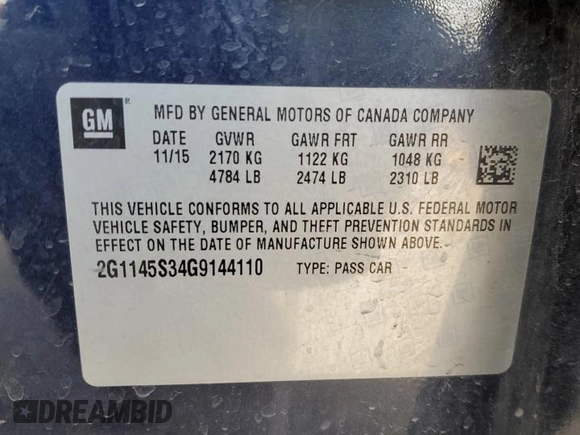 GM
MFD BY GENERAL MOTORS OF CANADA COMPANY
DATE GVWR GAWR FRT GAWR RR
11/15 2170 KG 1122 KG 1048 KG
4784 LB 2474 LB 2310 LB
THIS VEHICLE CONFORMS TO ALL APPLICABLE U.S. FEDERAL MOTOR
VEHICLE SAFETY, BUMPER, AND THEFT PREVENTION STANDARDS IN
EFFECT ON THE DATE OF MANUFACTURE SHOWN ABOVE.
2G1145S34G9144110 TYPE: PASS CAR
DREAMBID